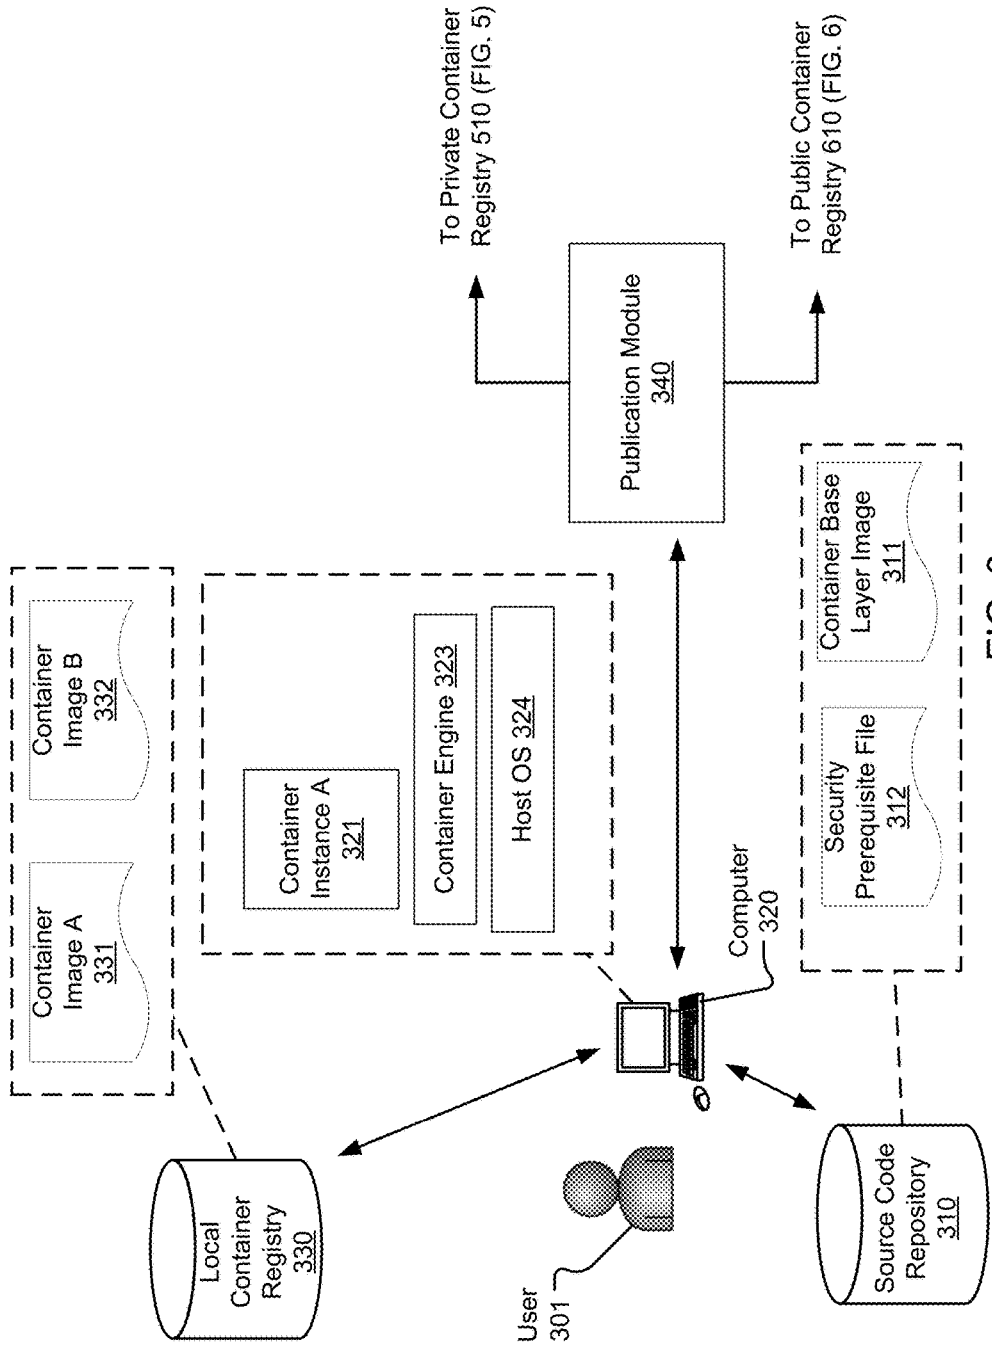 Local
Container
Registry
330
Container
Image A
331
Container
Image B
332
Container
Instance A
321
Container Engine 323
Host OS 324
User
301
Computer
320
Publication Module
340
To Private Container
Registry 510 (FIG. 5)
To Public Container
Registry 610 (FIG. 6)
Source Code
Repository
310
Security
Prerequisite File
312
Container Base
Layer Image
311
FIG.